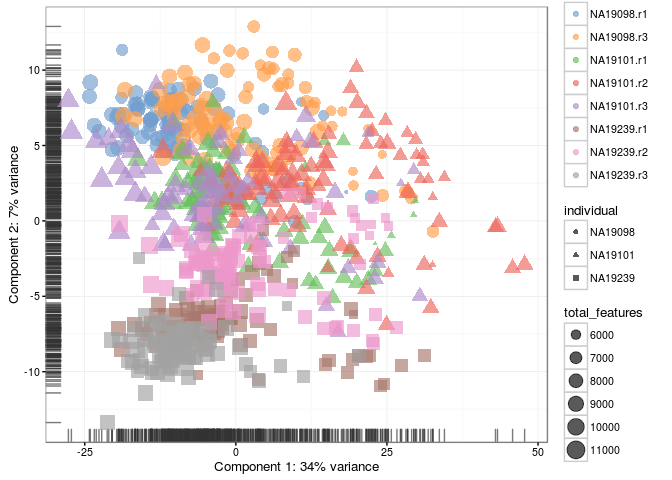 10
5
0
-5
-10
-25
0
25
50
Component 2: 7% variance
Component 1: 34% variance
NA19098.r1
NA19098.r3
NA19101.r1
NA19101.r2
NA19101.r3
NA19239.r1
NA19239.r2
NA19239.r3
individual
NA19098
NA19101
NA19239
total_features
6000
7000
8000
9000
10000
11000